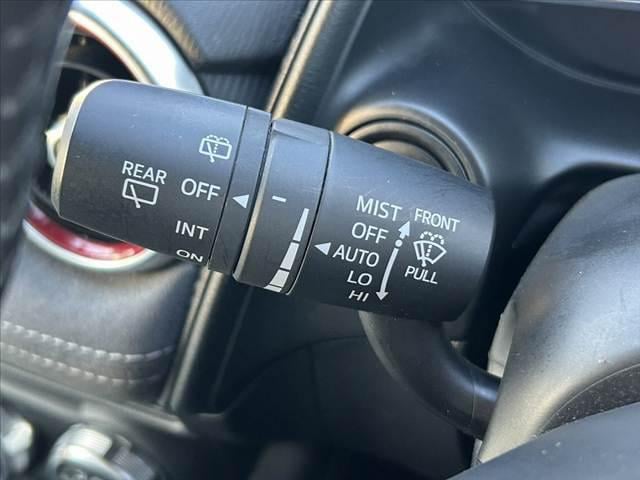 REAR
OFF
INT
ON
MIST
OFF
AUTO
LO
HI
FRONT
PULL